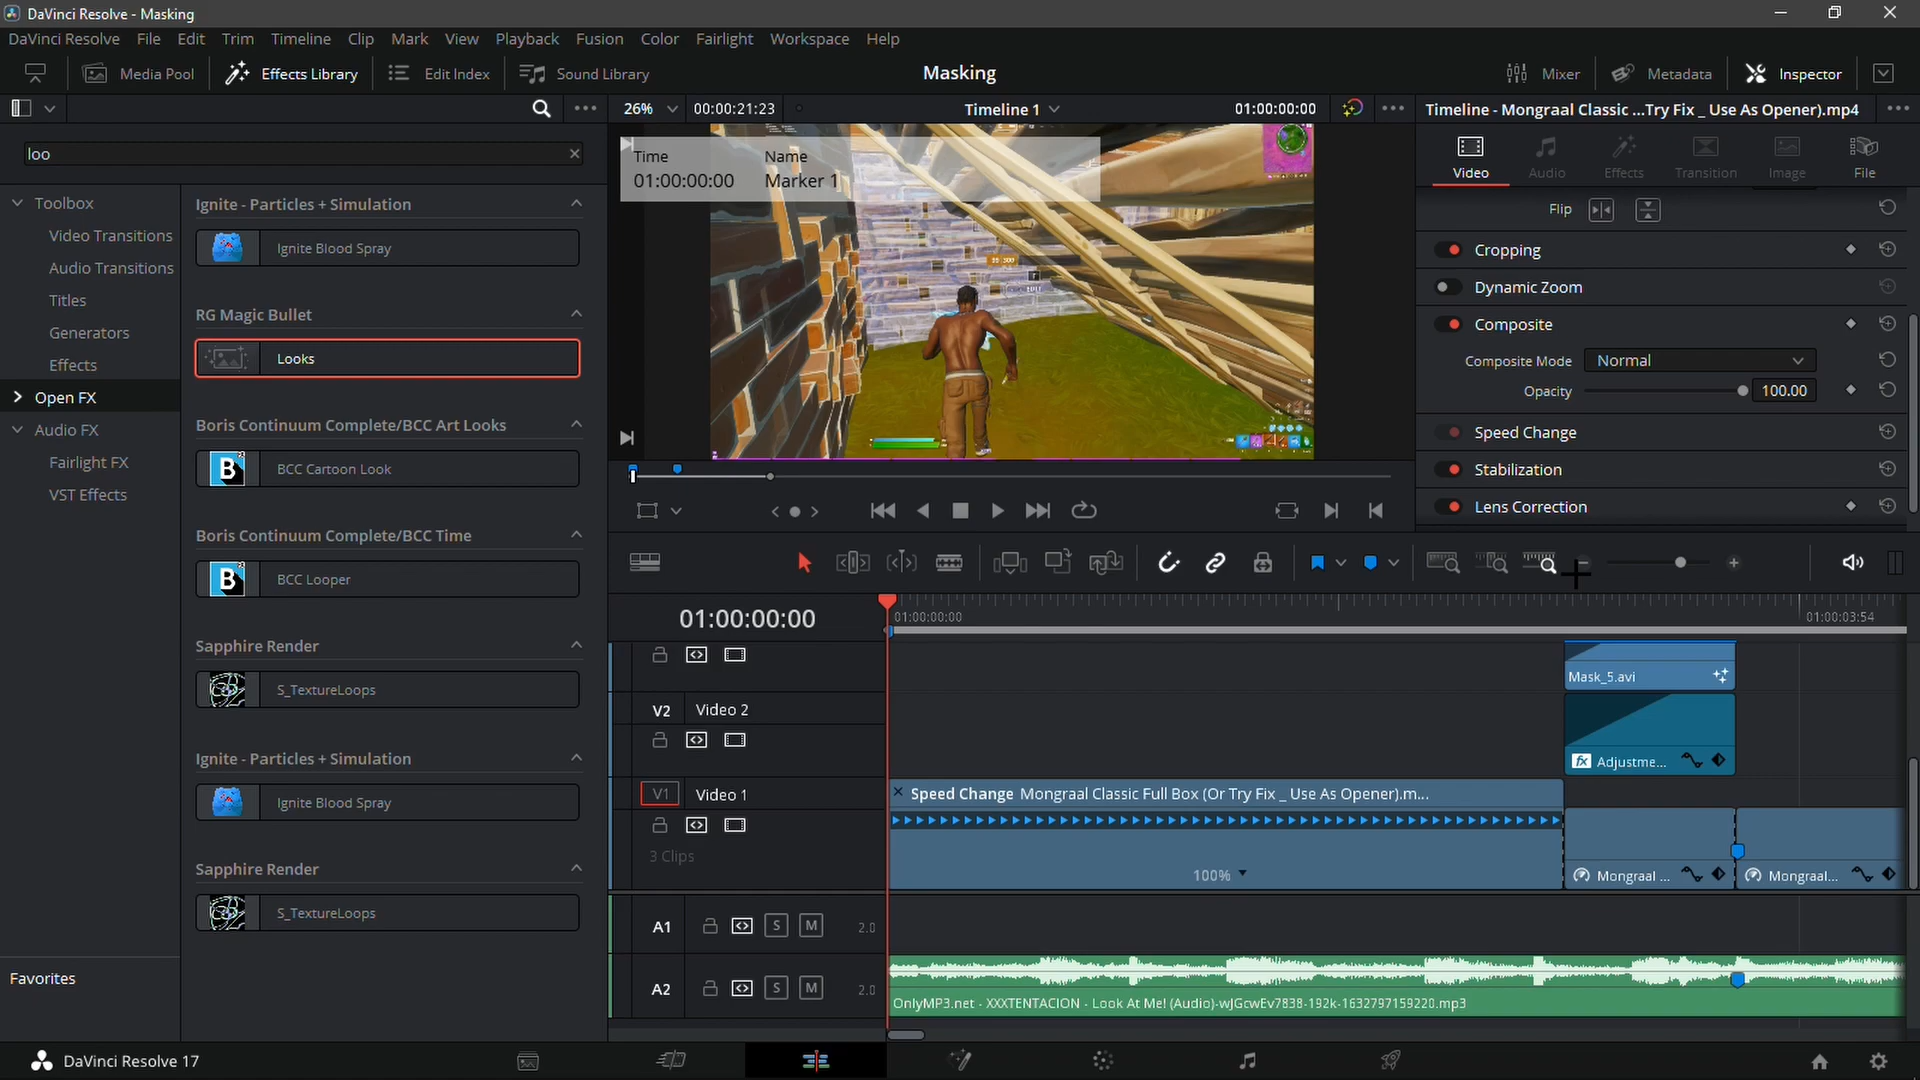 DaVinci Resolve - Masking
DaVinci Resolve File Edit Trim Timeline Clip Mark View Playback Fusion Color Fairlight Workspace Help
Media Pool Effects Library Edit Index Sound Library Masking Mixer Metadata Inspector
26% 00:00:21:23 Timeline 1 01:00:00:00 Timeline - Mongraal Classic ...Try Fix _ Use As Opener).mp4
loo
Toolbox
Video Transitions
Audio Transitions
Titles
Generators
Effects
Open FX
Audio FX
Fairlight FX
VST Effects
Favorites
Ignite - Particles + Simulation
Ignite Blood Spray
RG Magic Bullet
Looks
Boris Continuum Complete/BCC Art Looks
BCC Cartoon Look
Boris Continuum Complete/BCC Time
BCC Looper
Sapphire Render
S_TextureLoops
Ignite - Particles + Simulation
Ignite Blood Spray
Sapphire Render
S_TextureLoops
Time Name
01:00:00:00 Marker 1
Video Audio Effects Transition Image File
Flip
Cropping
Dynamic Zoom
Composite
Composite Mode Normal
Opacity 100.00
Speed Change
Stabilization
Lens Correction
01:00:00:00
01:00:00:00 01:00:03:54
Mask_5.avi
V2 Video 2
fx Adjustme...
V1 Video 1
Speed Change Mongraal Classic Full Box (Or Try Fix _ Use As Opener).m...
3 Clips
100%
Mongraal ... Mongraal...
A1 S M 2.0
A2 S M 2.0
OnlyMP3.net - XXXTENTACION - Look At Me! (Audio)-wJGcwEv7838-192k-1632797159220.mp3
DaVinci Resolve 17